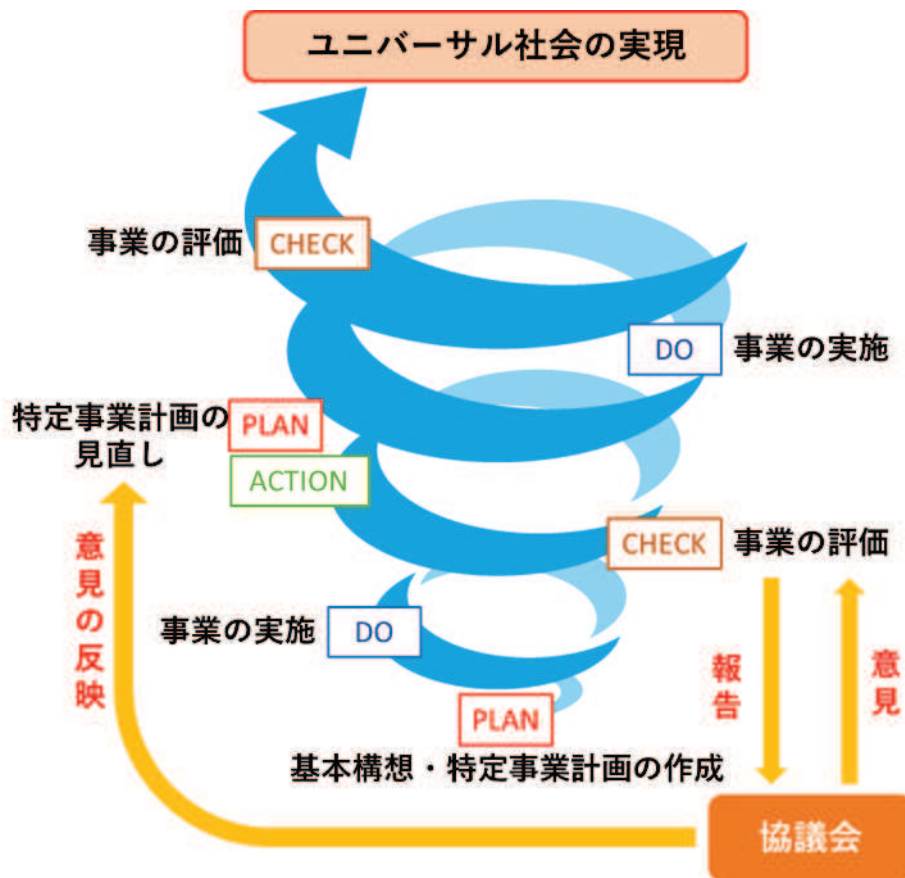 ユニバーサル社会の実現
事業の評価 CHECK
DO 事業の実施
特定事業計画の
見直し
PLAN
ACTION
CHECK 事業の評価
意見の反映
事業の実施 DO
報告
意見
PLAN
基本構想・特定事業計画の作成
協議会